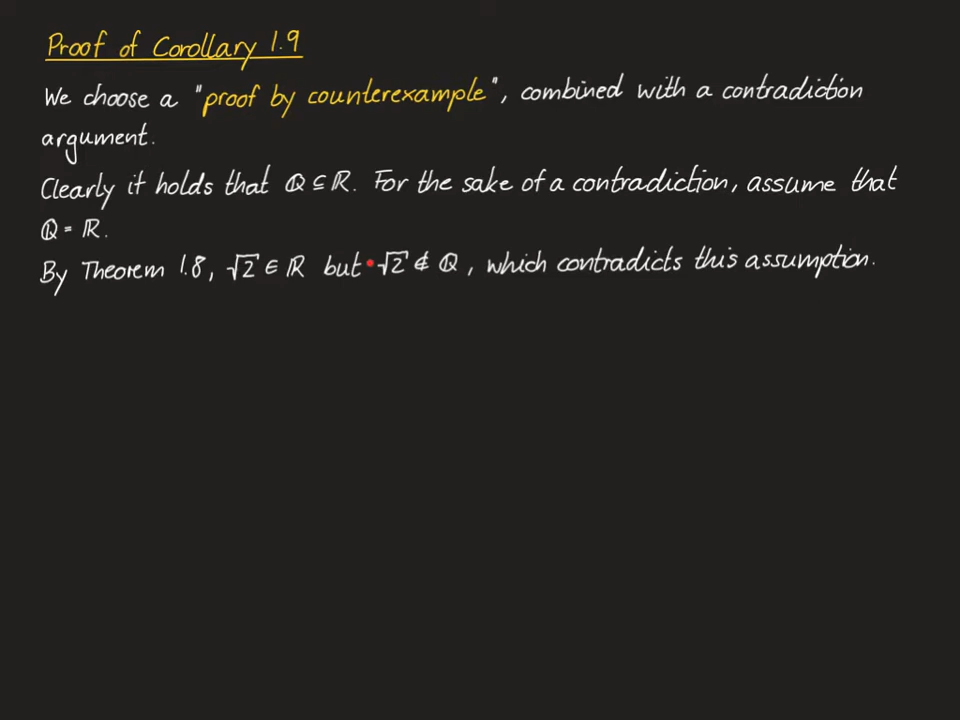 Proof of Corollary 1.9
We choose a "proof by counterexample", combined with a contradiction
argument.
Clearly it holds that ℚ ⊆ ℝ. For the sake of a contradiction, assume that
ℚ = ℝ.
By Theorem 1.8, √2 ∈ ℝ but √2 ∉ ℚ, which contradicts this assumption.